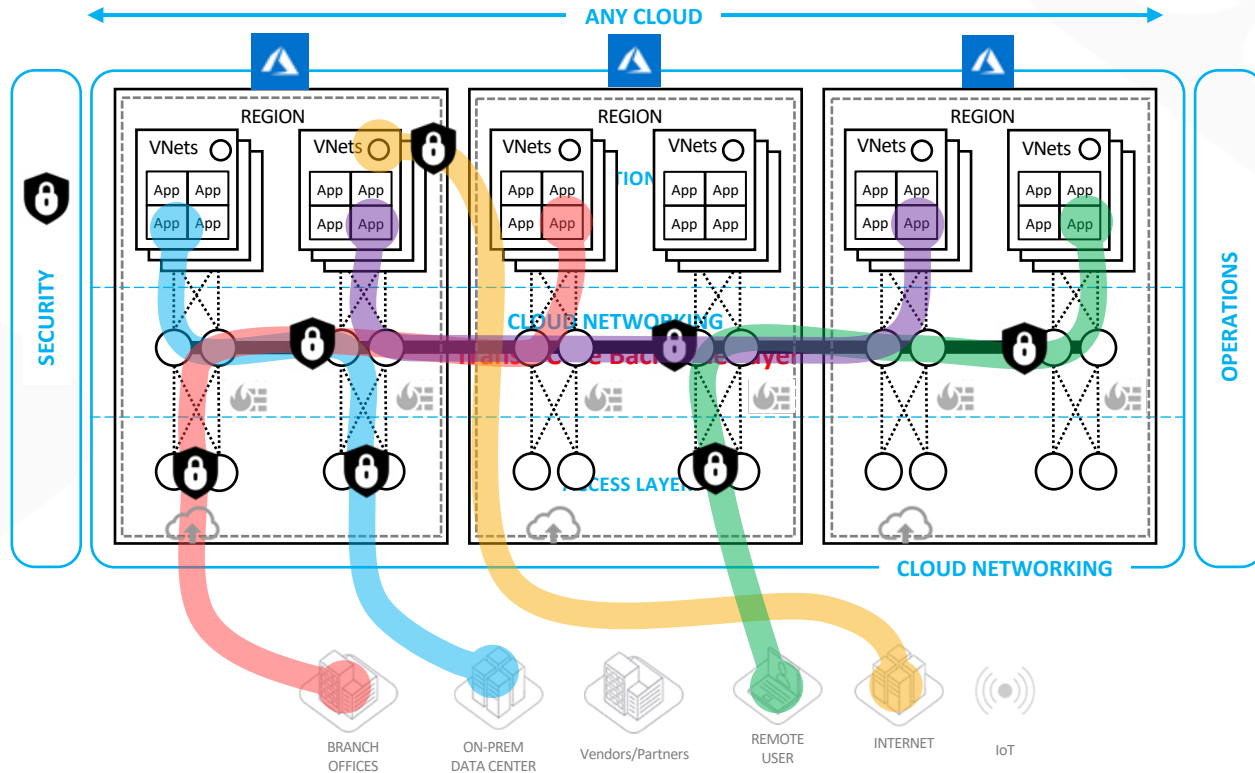 ANY CLOUD
SECURITY
OPERATIONS
REGION
REGION
REGION
VNets
VNets
VNets
VNets
VNets
VNets
App App
App App
App App
App App
App App
App App
TION
App App
App App
App App
App App
App App
App App
CLOUD NETWORKING
ACCESS LAYER
CLOUD NETWORKING
BRANCH
OFFICES
ON-PREM
DATA CENTER
Vendors/Partners
REMOTE
USER
INTERNET
IoT